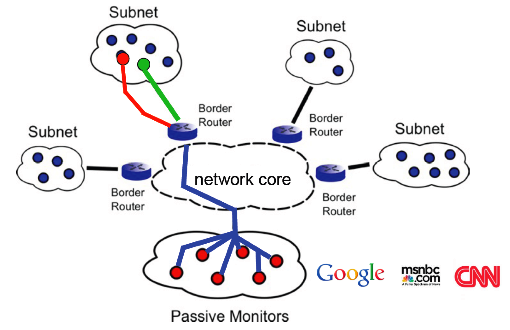 Subnet
Subnet
Border
Router
Border
Router
Subnet
Subnet
network core
Border
Router
Border
Router
Google
msnbc
.com
CNN
Passive Monitors